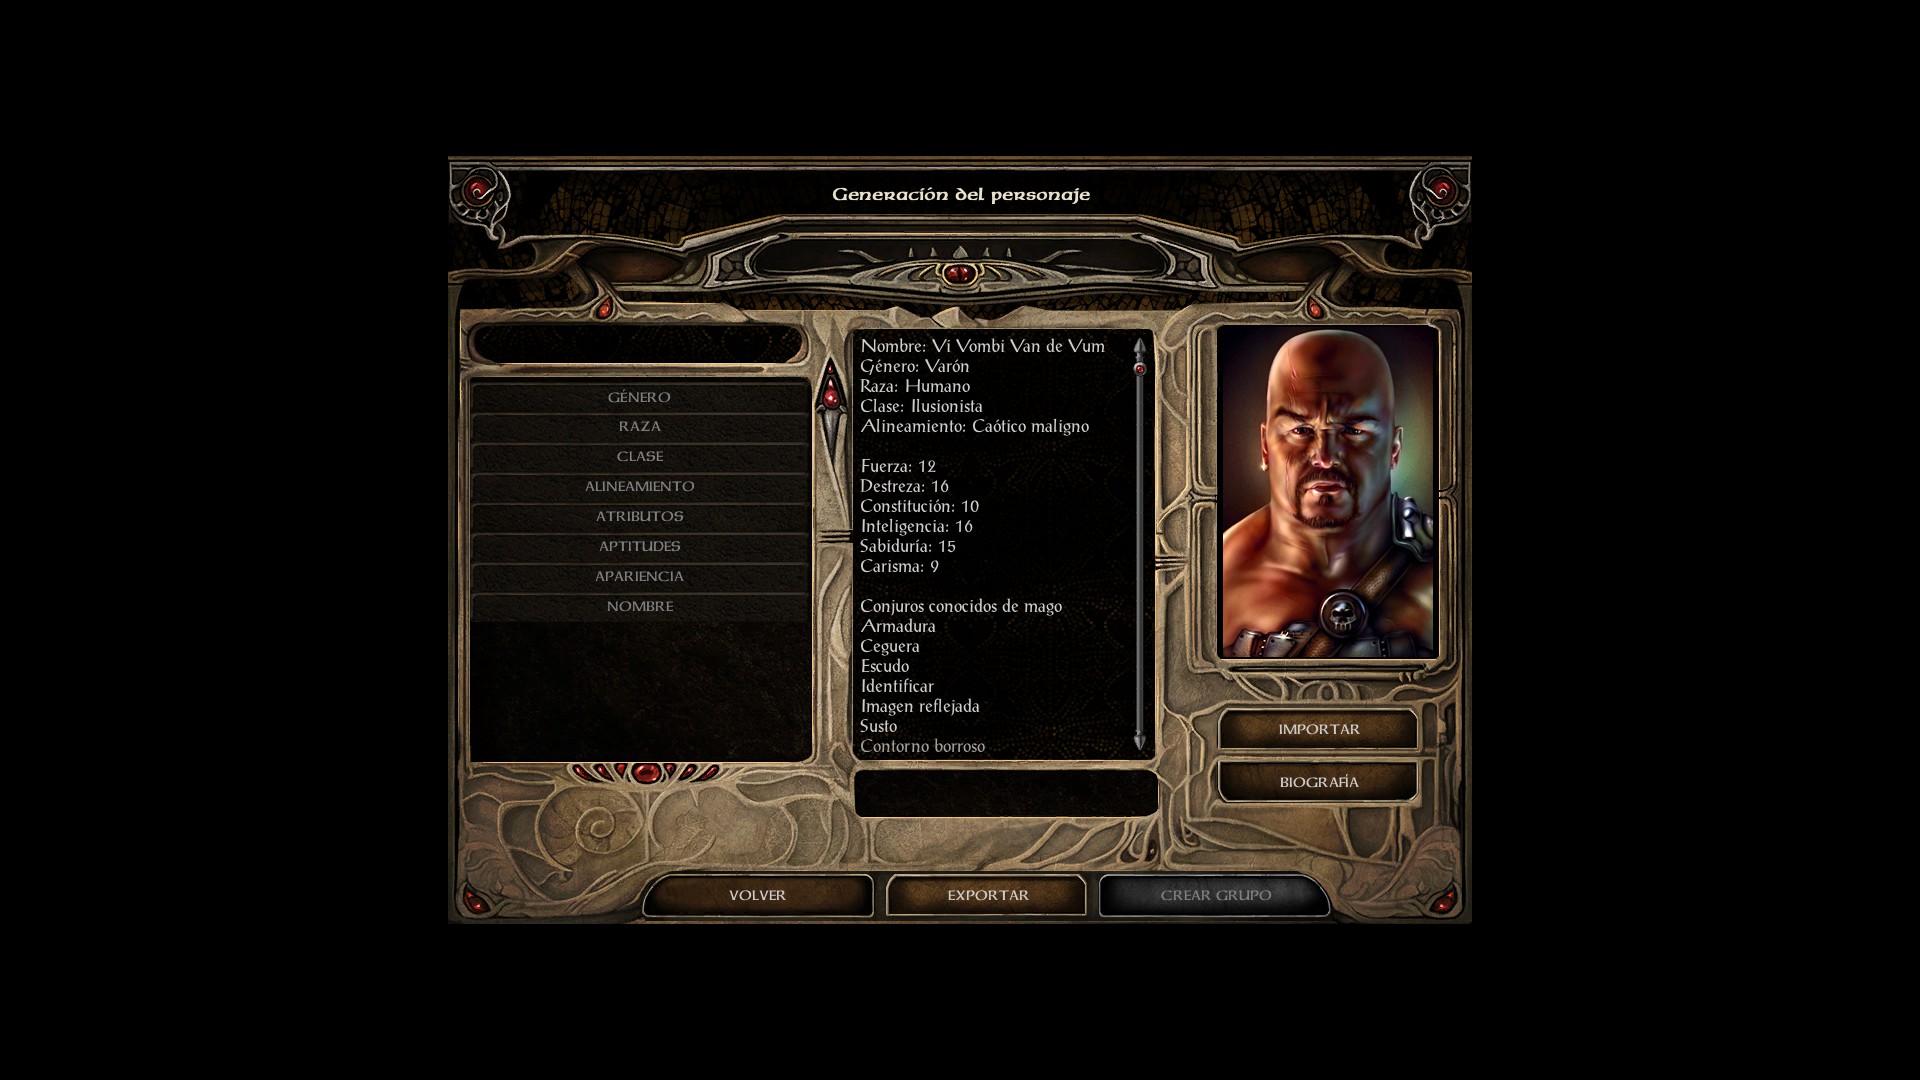 Generación del personaje
GÉNERO
RAZA
CLASE
ALINEAMIENTO
ATRIBUTOS
APTITUDES
APARIENCIA
NOMBRE
Nombre: Vi Vombi Van de Vum
Género: Varón
Raza: Humano
Clase: Ilusionista
Alineamiento: Caótico maligno
Fuerza: 12
Destreza: 16
Constitución: 10
Inteligencia: 16
Sabiduría: 15
Carisma: 9
Conjuros conocidos de mago
Armadura
Ceguera
Escudo
Identificar
Imagen reflejada
Susto
Contorno borroso
IMPORTAR
BIOGRAFÍA
VOLVER
EXPORTAR
CREAR GRUPO